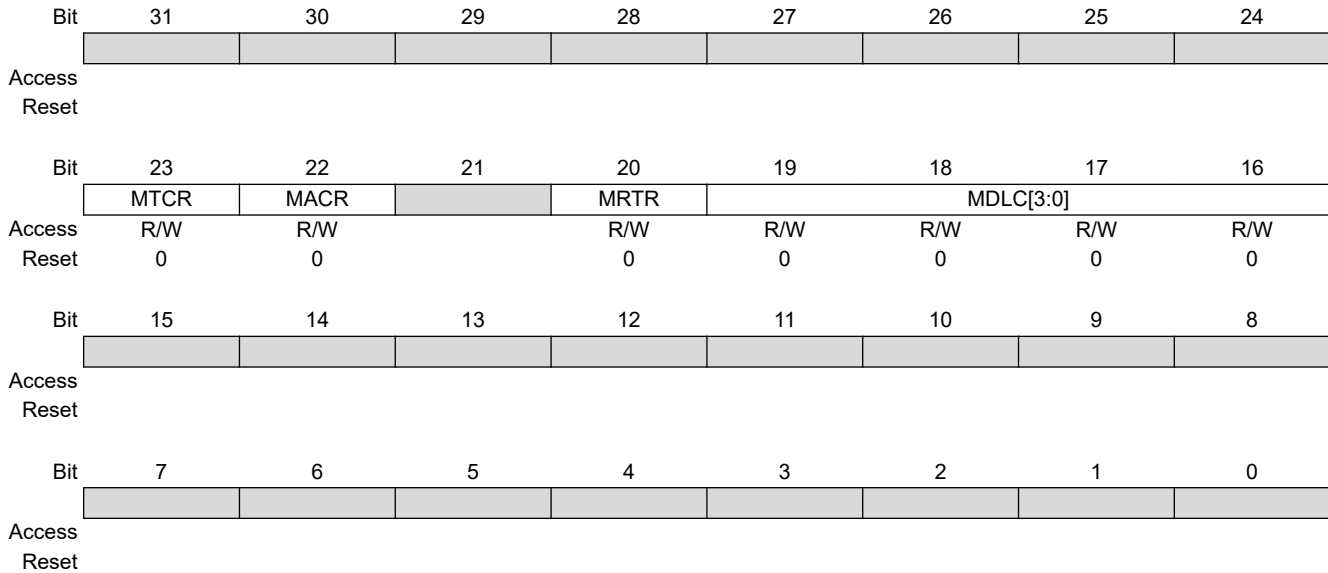 Bit 31 30 29 28 27 26 25 24
Access
Reset
Bit 23 22 21 20 19 18 17 16
MTCR MACR MRTR MDLC[3:0]
Access R/W R/W R/W R/W R/W R/W R/W
Reset 0 0 0 0 0 0 0
Bit 15 14 13 12 11 10 9 8
Access
Reset
Bit 7 6 5 4 3 2 1 0
Access
Reset